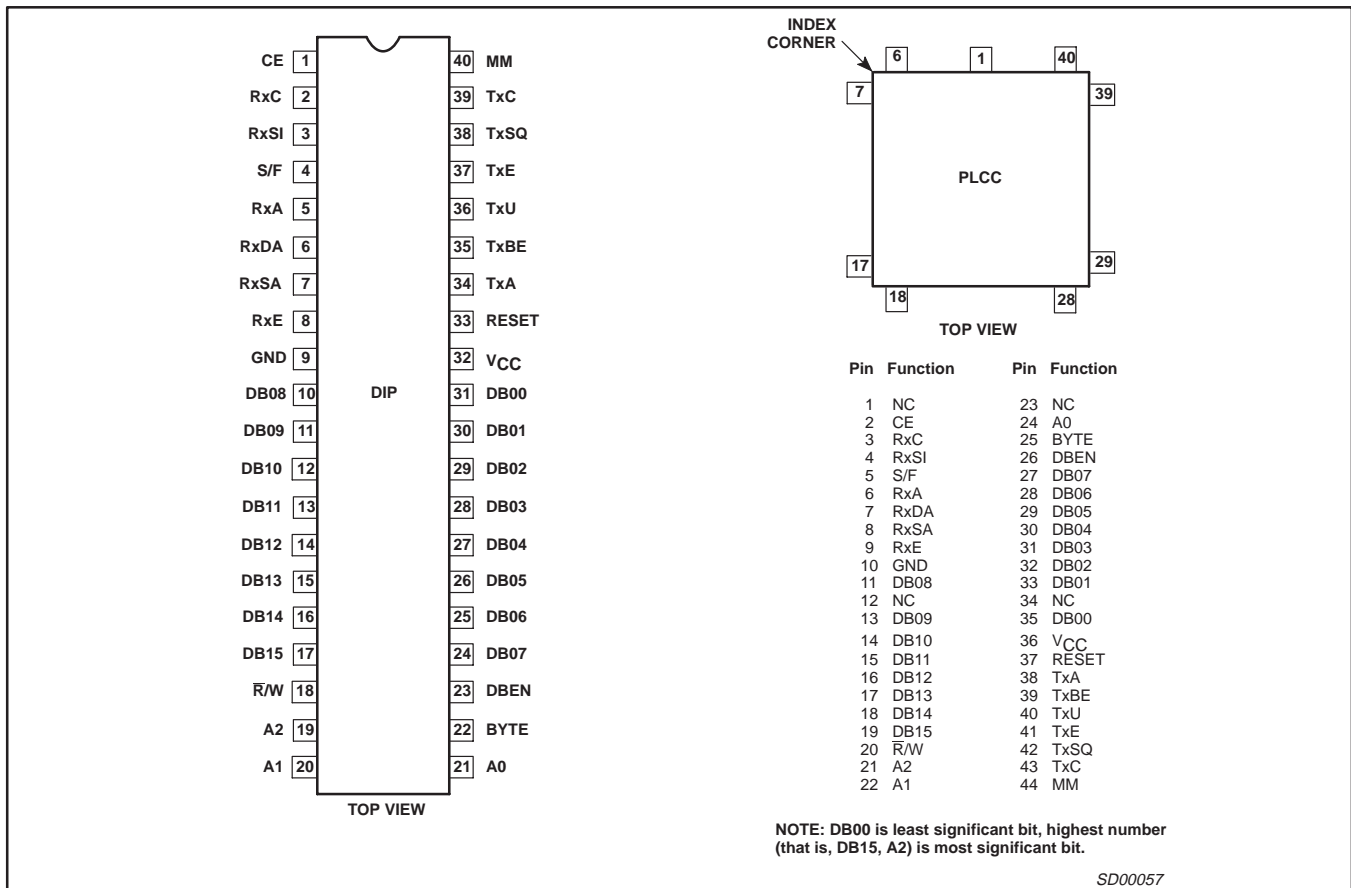 CE 1 40 MM
RxC 2 39 TxC
RxSI 3 38 TxSQ
S/F 4 37 TxE
RxA 5 36 TxU
RxDA 6 35 TxBE
RxSA 7 34 TxA
RxE 8 33 RESET
GND 9 32 VCC
DB08 10 DIP 31 DB00
DB09 11 30 DB01
DB10 12 29 DB02
DB11 13 28 DB03
DB12 14 27 DB04
DB13 15 26 DB05
DB14 16 25 DB06
DB15 17 24 DB07
R̅/W 18 23 DBEN
A2 19 22 BYTE
A1 20 21 A0
TOP VIEW
INDEX
CORNER
6 1 40
7 39
PLCC
17 29
18 28
TOP VIEW
Pin Function Pin Function
1 NC 23 NC
2 CE 24 A0
3 RxC 25 BYTE
4 RxSI 26 DBEN
5 S/F 27 DB07
6 RxA 28 DB06
7 RxDA 29 DB05
8 RxSA 30 DB04
9 RxE 31 DB03
10 GND 32 DB02
11 DB08 33 DB01
12 NC 34 NC
13 DB09 35 DB00
14 DB10 36 VCC
15 DB11 37 RESET
16 DB12 38 TxA
17 DB13 39 TxBE
18 DB14 40 TxU
19 DB15 41 TxE
20 R̅/W 42 TxSQ
21 A2 43 TxC
22 A1 44 MM
NOTE: DB00 is least significant bit, highest number
(that is, DB15, A2) is most significant bit.
SD00057